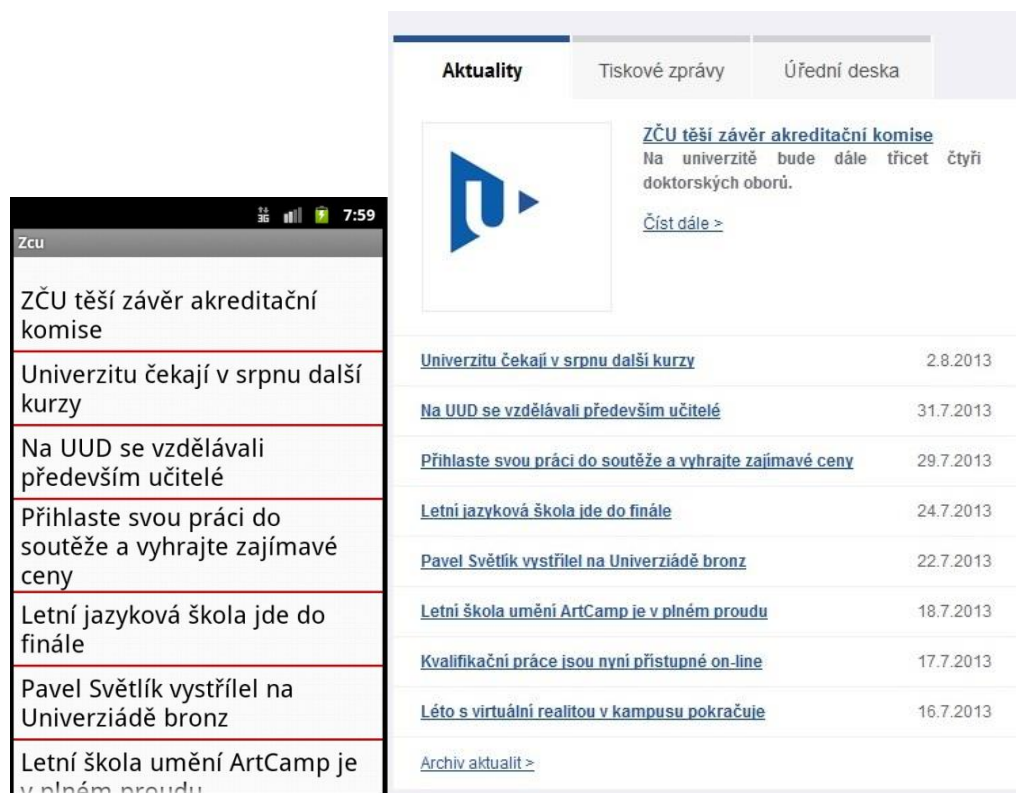 3G 7:59
Zcu
ZČU těší závěr akreditační
komise
Univerzitu čekají v srpnu další
kurzy
Na UUD se vzdělávali
především učitelé
Přihlaste svou práci do
soutěže a vyhrajte zajímavé
ceny
Letní jazyková škola jde do
finále
Pavel Světlík vystřílel na
Univerziádě bronz
Letní škola umění ArtCamp je
v plném proudu
Aktuality Tiskové zprávy Úřední deska
ZČU těší závěr akreditační komise
Na univerzitě bude dále třicet čtyři
doktorských oborů.
Číst dále >
Univerzitu čekají v srpnu další kurzy 2.8.2013
Na UUD se vzdělávali především učitelé 31.7.2013
Přihlaste svou práci do soutěže a vyhrajte zajímavé ceny 29.7.2013
Letní jazyková škola jde do finále 24.7.2013
Pavel Světlík vystřílel na Univerziádě bronz 22.7.2013
Letní škola umění ArtCamp je v plném proudu 18.7.2013
Kvalifikační práce jsou nyní přístupné on-line 17.7.2013
Léto s virtuální realitou v kampusu pokračuje 16.7.2013
Archiv aktualit >